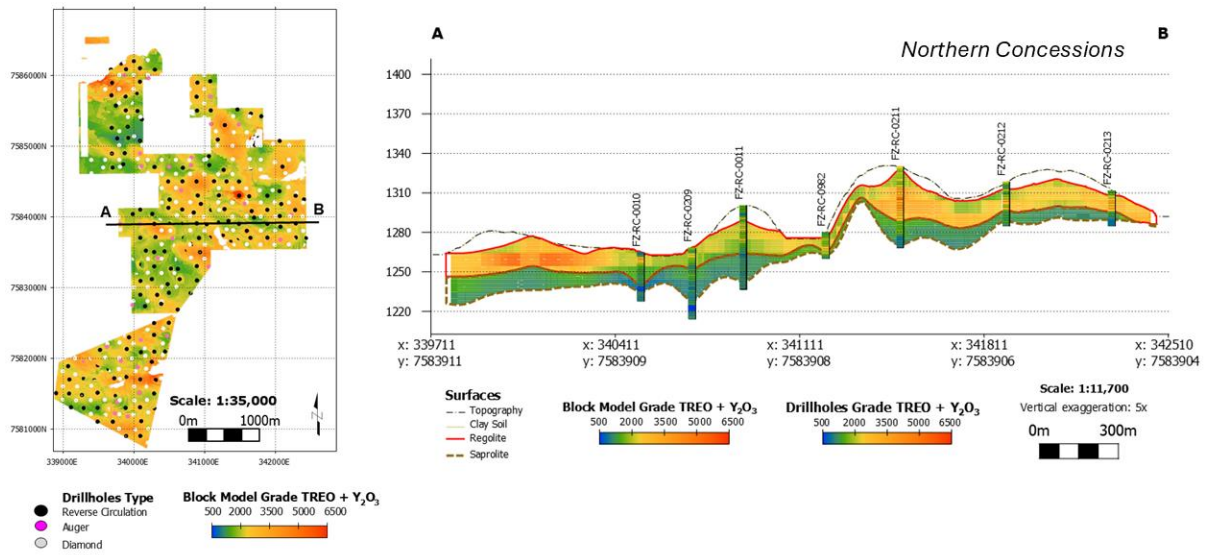 7586000N
7585000N
7584000N
7583000N
7582000N
7581000N
A
B
Scale: 1:35,000
0m 1000m
Z
339000E 340000E 341000E 342000E
Drillholes Type
Reverse Circulation
Auger
Diamond
Block Model Grade TREO + Y₂O₃
500 2000 3500 5000 6500
A
B
Northern Concessions
1400
1370
1340
1310
1280
1250
1220
FZ-RC-0010
FZ-RC-0209
FZ-RC-0011
FZ-RC-0982
FZ-RC-0211
FZ-RC-0212
FZ-RC-0213
x: 339711 x: 340411 x: 341111 x: 341811 x: 342510
y: 7583911 y: 7583909 y: 7583908 y: 7583906 y: 7583904
Surfaces
Topography
Clay Soil
Regolite
Saprolite
Block Model Grade TREO + Y₂O₃
500 2000 3500 5000 6500
Drillholes Grade TREO + Y₂O₃
500 2000 3500 5000 6500
Scale: 1:11,700
Vertical exaggeration: 5x
0m 300m